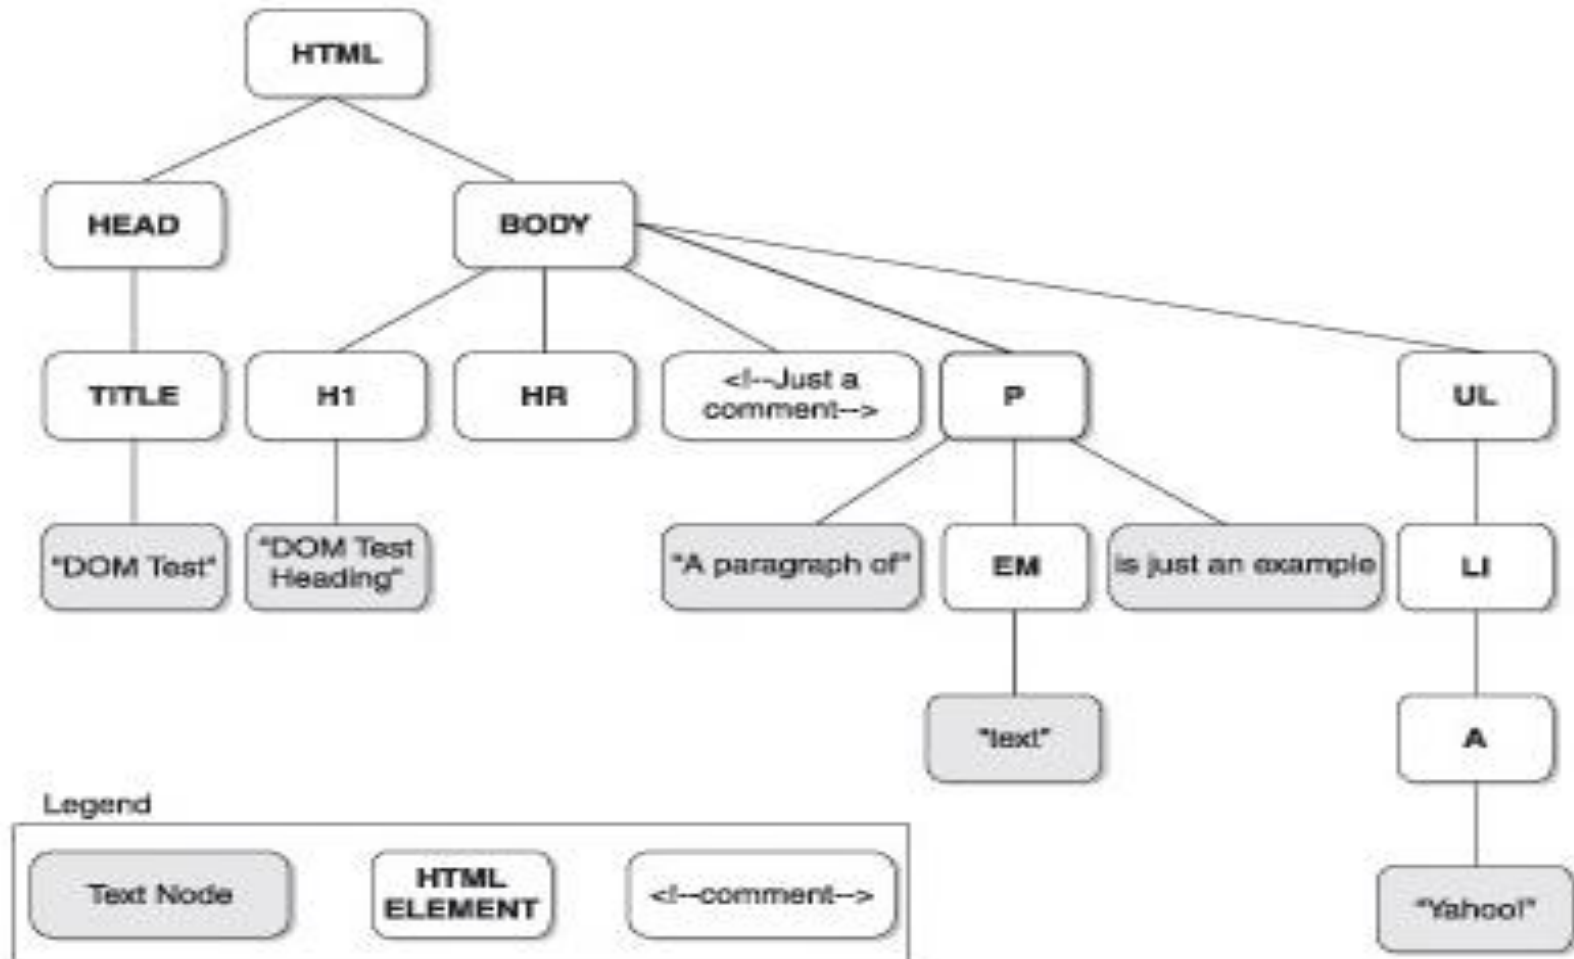 HTML
HEAD
BODY
TITLE
H1
HR
<!--Just a
comment-->
P
UL
"DOM Test"
"DOM Test
Heading"
"A paragraph of"
EM
is just an example
LI
"text"
A
"Yahoo!"
Legend
Text Node
HTML
ELEMENT
<!--comment-->